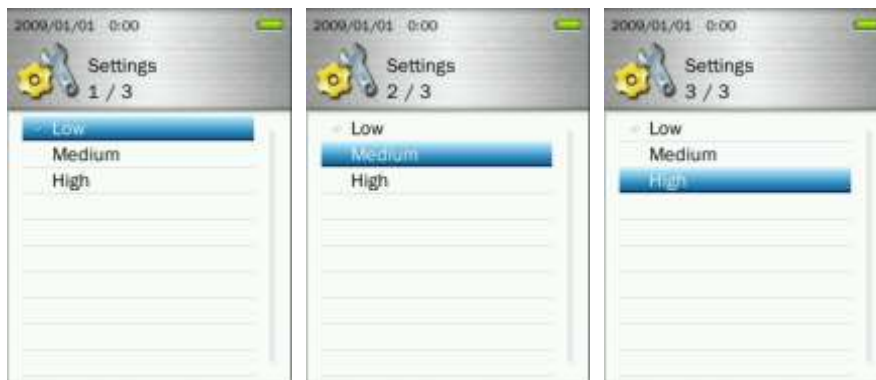 2009/01/01 0:00
Settings
1 / 3
Low
Medium
High
2009/01/01 0:00
Settings
2 / 3
Low
Medium
High
2009/01/01 0:00
Settings
3 / 3
Low
Medium
High